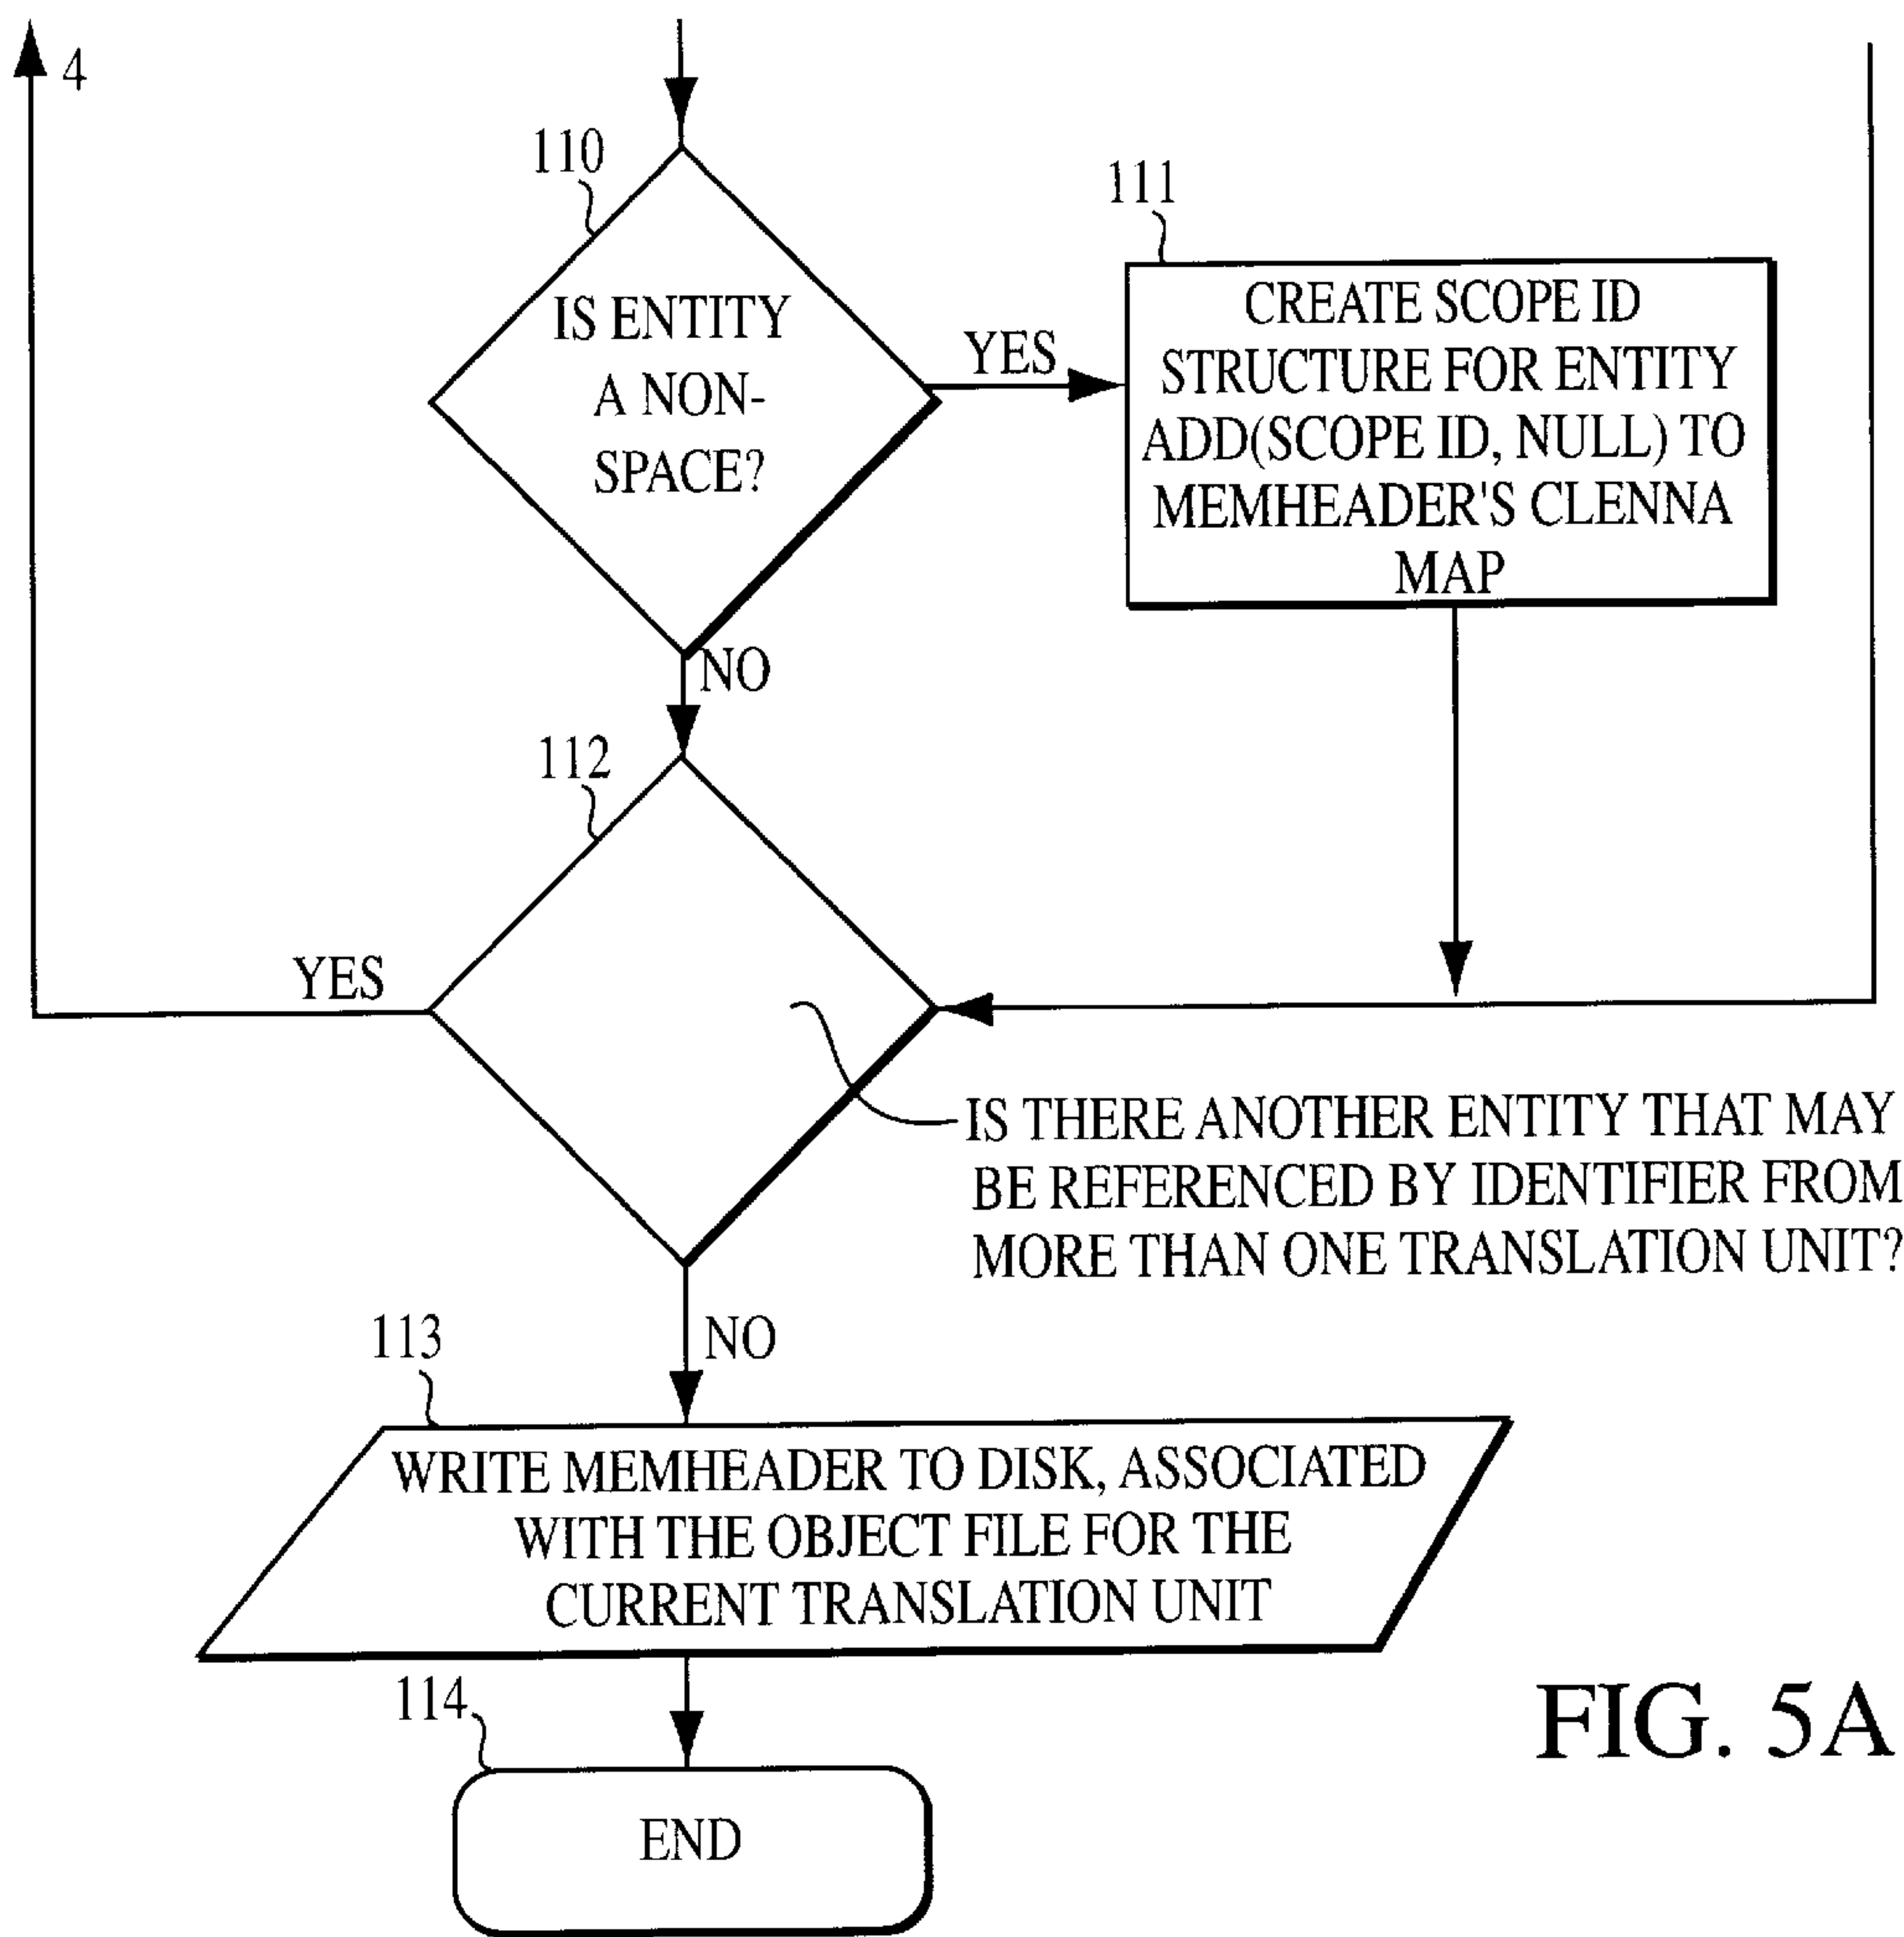 4
110
IS ENTITY
A NON-
SPACE?
YES
111
CREATE SCOPE ID
STRUCTURE FOR ENTITY
ADD(SCOPE ID, NULL) TO
MEMHEADER'S CLENNA
MAP
NO
112
YES
IS THERE ANOTHER ENTITY THAT MAY
BE REFERENCED BY IDENTIFIER FROM
MORE THAN ONE TRANSLATION UNIT?
NO
113
WRITE MEMHEADER TO DISK, ASSOCIATED
WITH THE OBJECT FILE FOR THE
CURRENT TRANSLATION UNIT
114
END
FIG. 5A